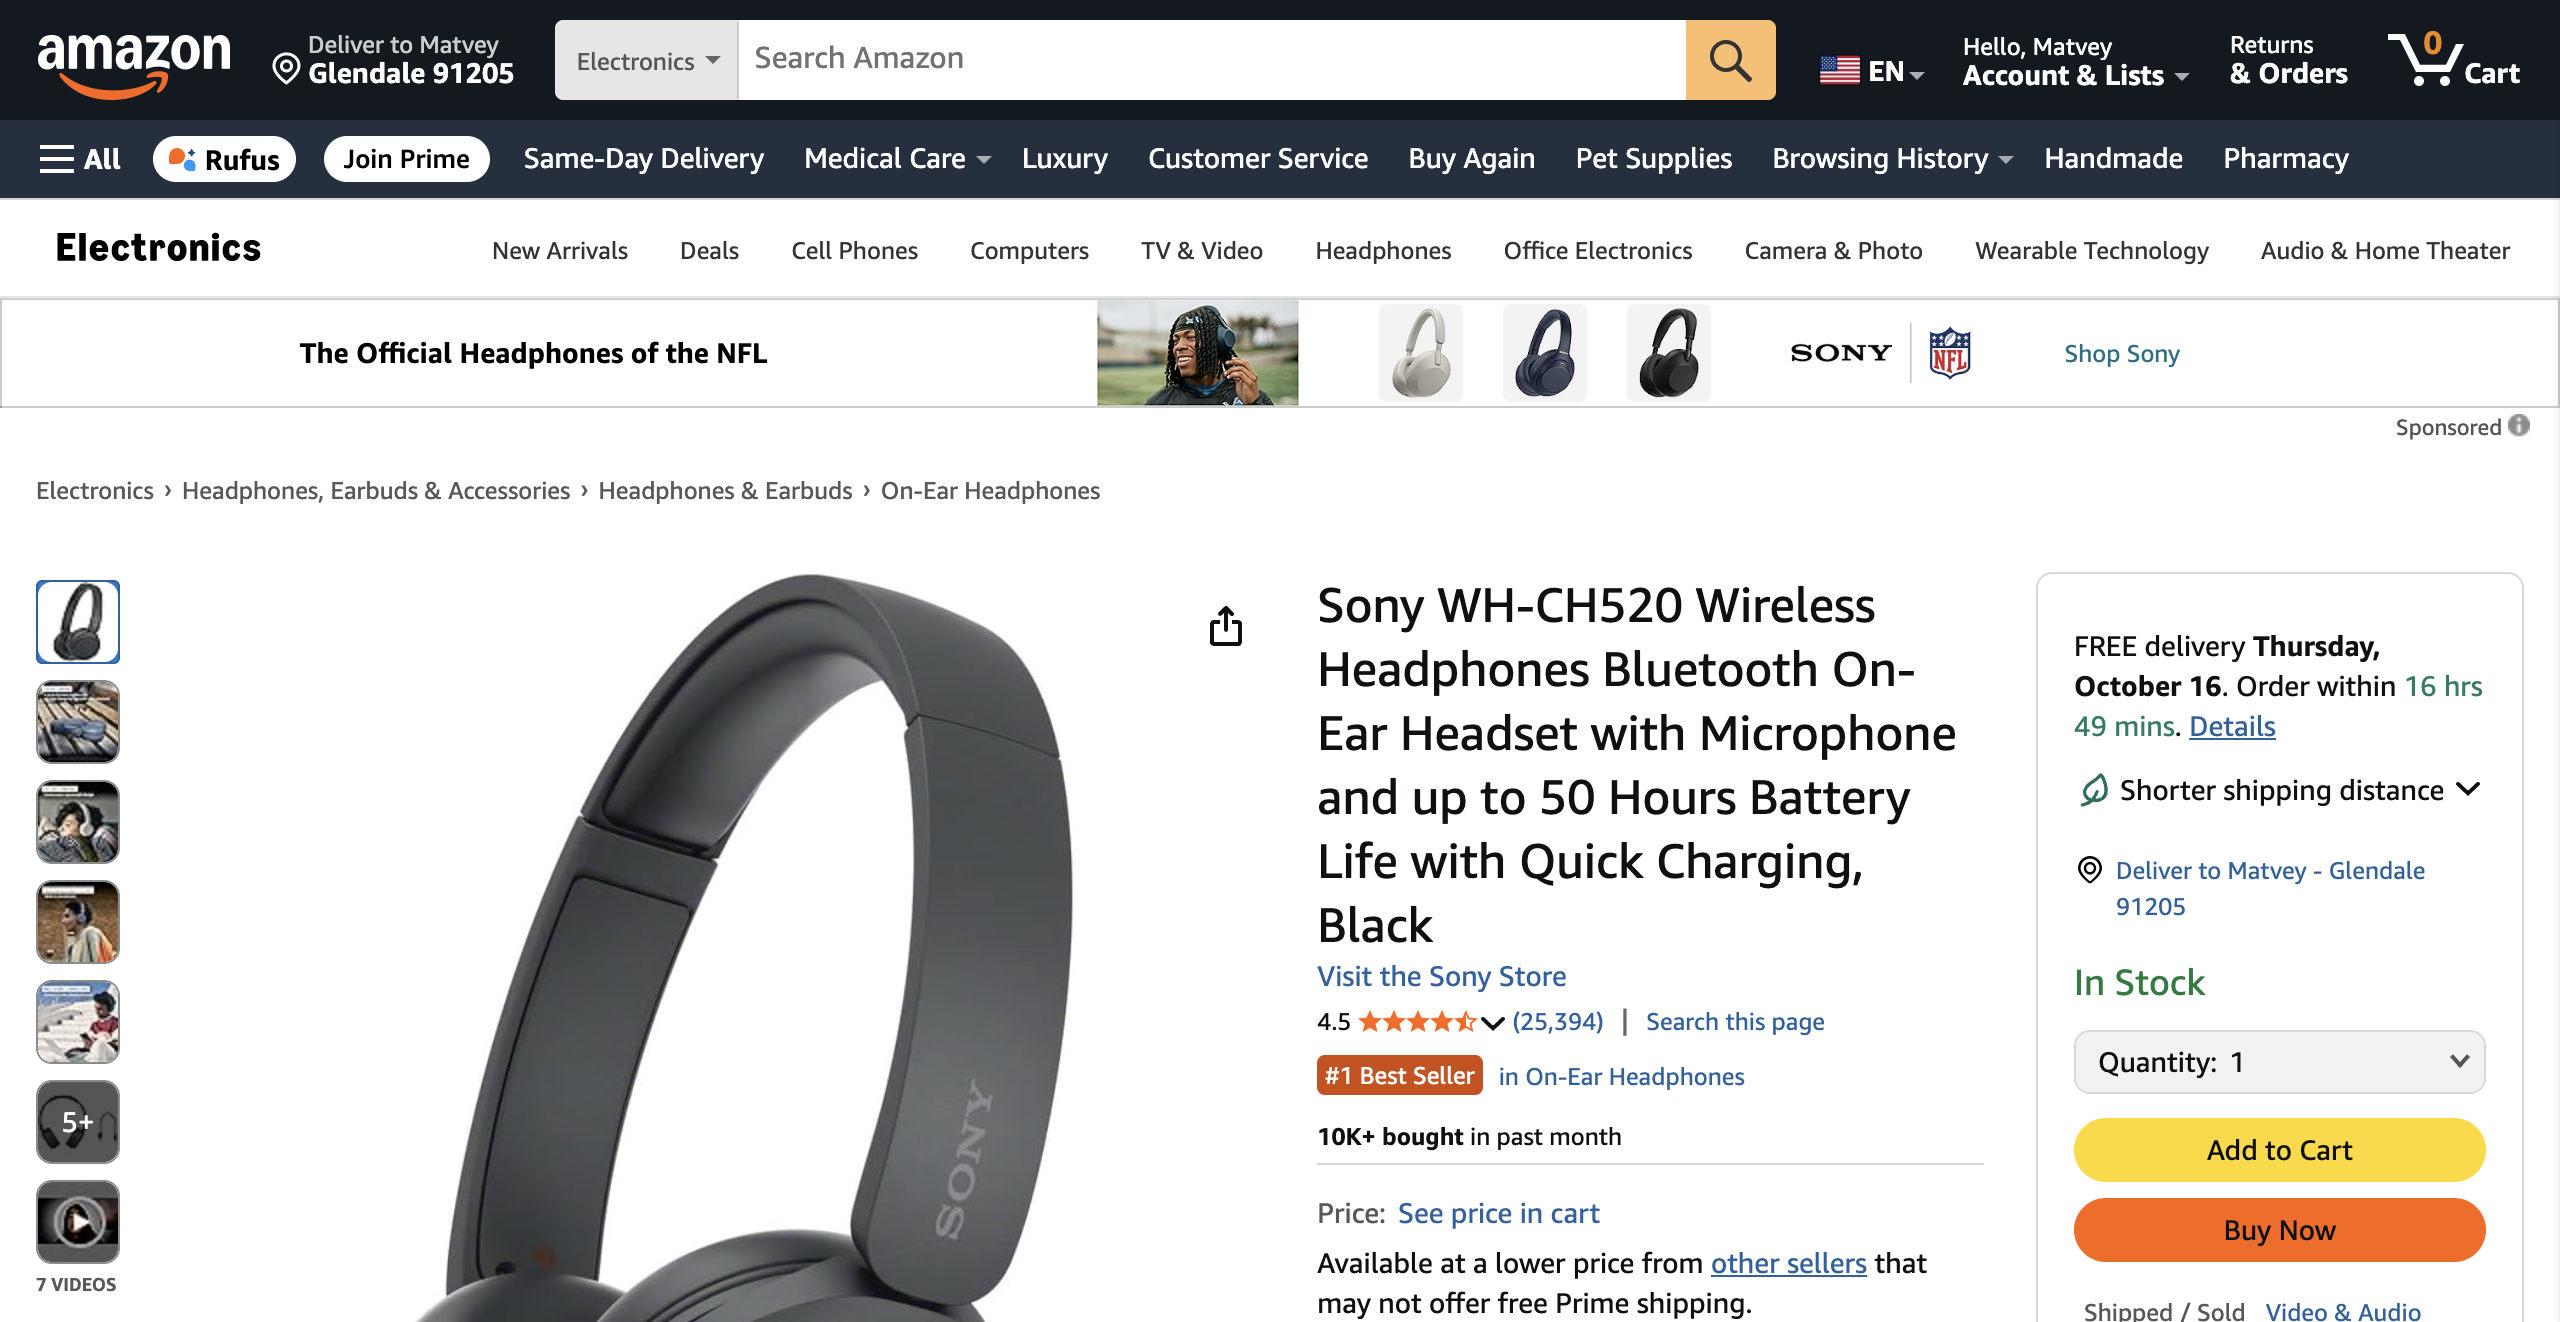 amazon
Deliver to Matvey
Glendale 91205
Electronics
Search Amazon
EN
Hello, Matvey
Account & Lists
Returns
& Orders
0
Cart
All
Rufus
Join Prime
Same-Day Delivery
Medical Care
Luxury
Customer Service
Buy Again
Pet Supplies
Browsing History
Handmade
Pharmacy
Electronics
New Arrivals
Deals
Cell Phones
Computers
TV & Video
Headphones
Office Electronics
Camera & Photo
Wearable Technology
Audio & Home Theater
The Official Headphones of the NFL
SONY
NFL
Shop Sony
Sponsored
Electronics › Headphones, Earbuds & Accessories › Headphones & Earbuds › On-Ear Headphones
5+
7 VIDEOS
SONY
Sony WH-CH520 Wireless
Headphones Bluetooth On-
Ear Headset with Microphone
and up to 50 Hours Battery
Life with Quick Charging,
Black
Visit the Sony Store
4.5 (25,394) | Search this page
#1 Best Seller in On-Ear Headphones
10K+ bought in past month
Price: See price in cart
Available at a lower price from other sellers that
may not offer free Prime shipping.
FREE delivery Thursday,
October 16. Order within 16 hrs
49 mins. Details
Shorter shipping distance
Deliver to Matvey - Glendale
91205
In Stock
Quantity: 1
Add to Cart
Buy Now
Shipped / Sold Video & Audio